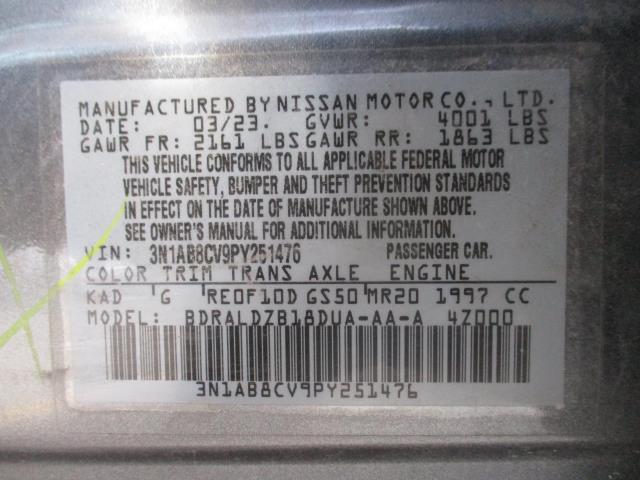 MANUFACTURED BY NISSAN MOTOR CO., LTD.
DATE: 03/23. GVWR: 4001 LBS
GAWR FR: 2161 LBS GAWR RR: 1863 LBS
THIS VEHICLE CONFORMS TO ALL APPLICABLE FEDERAL MOTOR
VEHICLE SAFETY, BUMPER AND THEFT PREVENTION STANDARDS
IN EFFECT ON THE DATE OF MANUFACTURE SHOWN ABOVE.
SEE OWNER'S MANUAL FOR ADDITIONAL INFORMATION.
VIN: 3N1AB8CV9PY251476 PASSENGER CAR.
COLOR TRIM TRANS AXLE ENGINE
KAD G RE0F10D GS50 MR20 1997 CC
MODEL: BDRALDZB18DUA-AA-A 4Z000
3N1AB8CV9PY251476